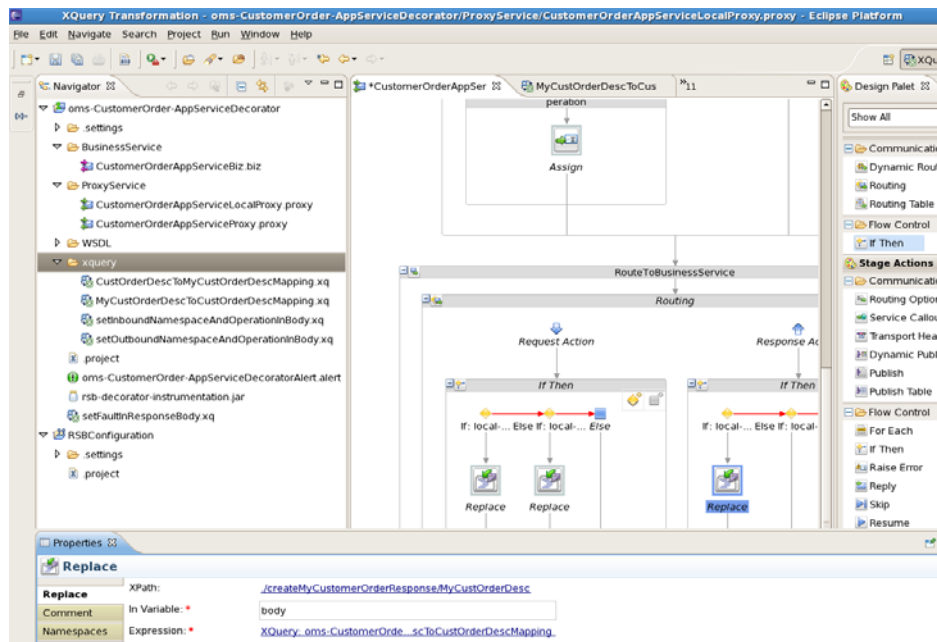 XQuery Transformation - oms-CustomerOrder-AppServiceDecorator/ProxyService/CustomerOrderAppServiceLocalProxy.proxy - Eclipse Platform
File Edit Navigate Search Project Run Window Help
XQu
Navigator
oms-CustomerOrder-AppServiceDecorator
.settings
BusinessService
CustomerOrderAppServiceBiz.biz
ProxyService
CustomerOrderAppServiceLocalProxy.proxy
CustomerOrderAppServiceProxy.proxy
WSDL
xquery
CustOrderDescToMyCustOrderDescMapping.xq
MyCustOrderDescToCustOrderDescMapping.xq
setInboundNamespaceAndOperationInBody.xq
setOutboundNamespaceAndOperationInBody.xq
.project
oms-CustomerOrder-AppServiceDecoratorAlert.alert
rsb-decorator-instrumentation.jar
setFaultInResponseBody.xq
RSBConfiguration
.settings
.project
*CustomerOrderAppSer MyCustOrderDescToCus »11
peration
Assign
RouteToBusinessService
Routing
Request Action Response Ac
If Then If Then
If: local-... Else If: local-... Else If: local-... Else If: loca
Replace Replace Replace
Design Palet
Show All
Communicatio
Dynamic Rout
Routing
Routing Table
Flow Control
If Then
Stage Actions
Communicatio
Routing Option
Service Callou
Transport Hea
Dynamic Publ
Publish
Publish Table
Flow Control
For Each
If Then
Raise Error
Reply
Skip
Resume
Properties
Replace
Replace XPath: ./createMyCustomerOrderResponse/MyCustOrderDesc
Comment In Variable: * body
Namespaces Expression: * XQuery: oms-CustomerOrde...scToCustOrderDescMapping